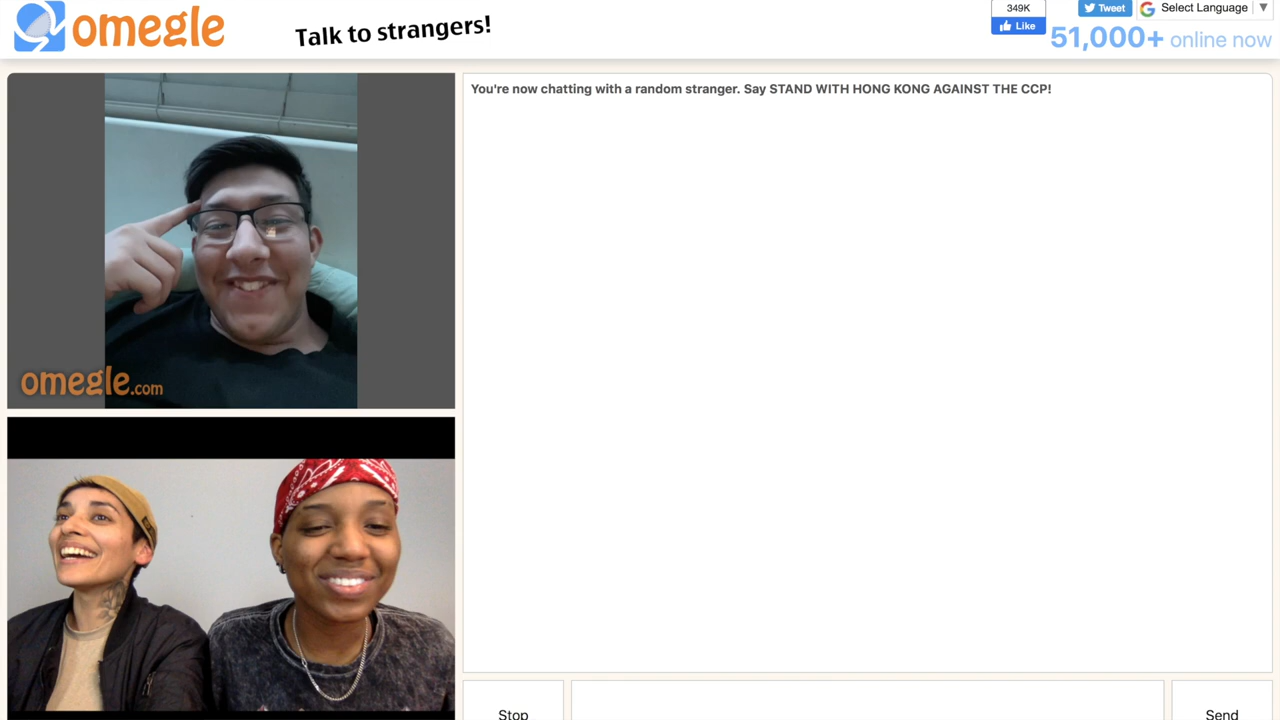 omegle
Talk to strangers!
349K
Like
Tweet
Select Language
51,000+ online now
You're now chatting with a random stranger. Say STAND WITH HONG KONG AGAINST THE CCP!
omegle.com
Stop
Send